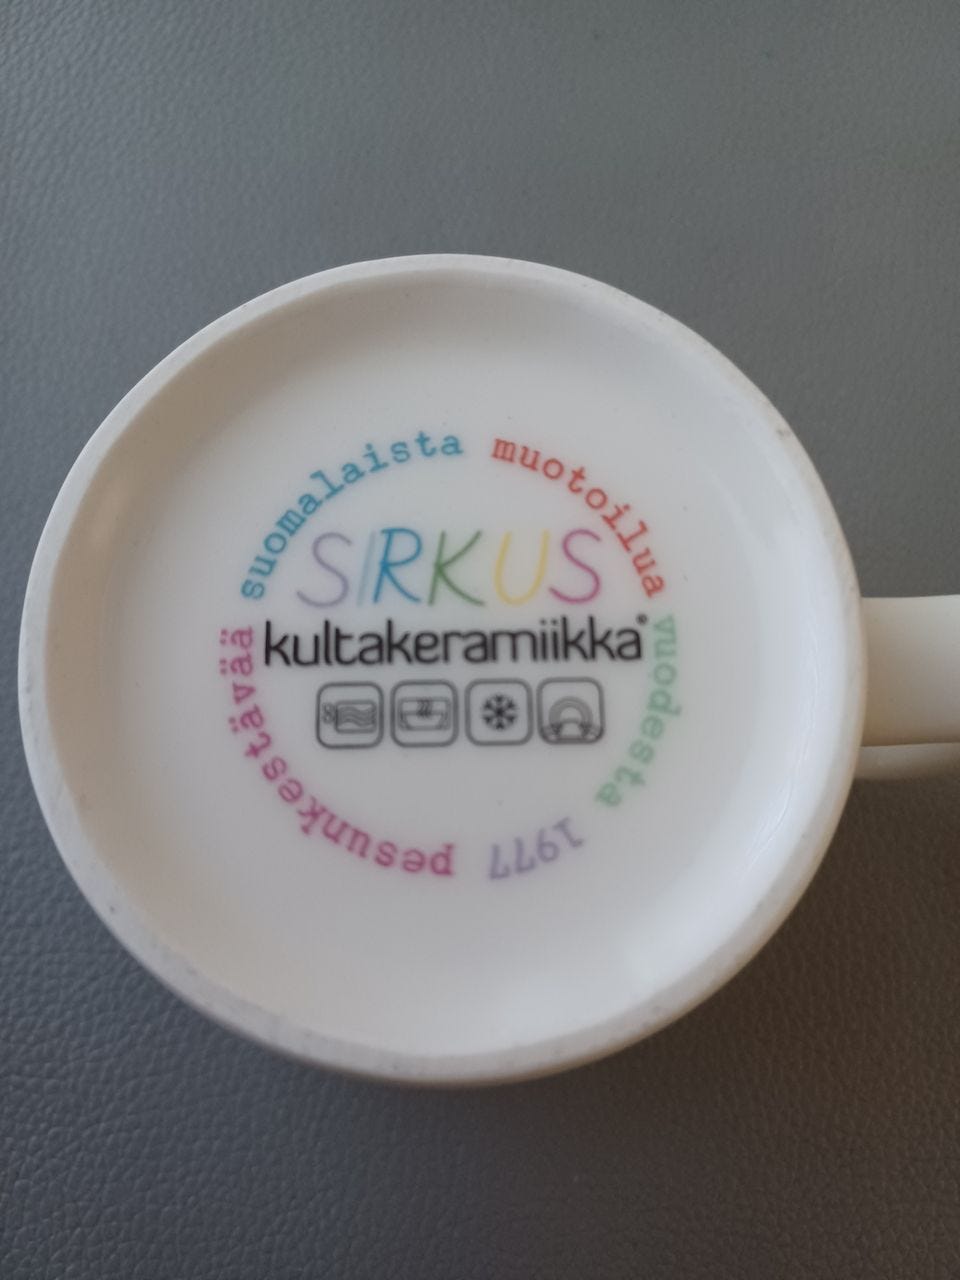 suomalaista muotoilua vuodesta 1977 pesunkestävää
SIRKUS
kultakeramiikka®